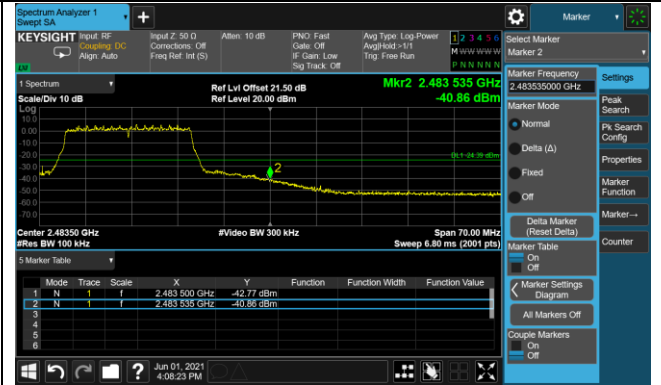 Spectrum Analyzer 1
Swept SA
+
Marker
KEYSIGHT
Input: RF
Coupling: DC
Align: Auto
Input Z: 50 Ω
Corrections: Off
Freq Ref: Int (S)
Atten: 10 dB
PNO: Fast
Gate: Off
IF Gain: Low
Sig Track: Off
Avg Type: Log-Power
Avg|Hold:>1/1
Trig: Free Run
1 2 3 4 5 6
M W W W W W
P N N N N N
Select Marker
Marker 2
Marker Frequency
2.483535000 GHz
Settings
1 Spectrum
Scale/Div 10 dB
Ref Lvl Offset 21.50 dB
Ref Level 20.00 dBm
Mkr2 2.483 535 GHz
-40.86 dBm
Log
10.0
0.00
-10.0
-20.0
-30.0
-40.0
-50.0
-60.0
-70.0
DL1 -24.39 dBm
2
Center 2.48350 GHz
#Res BW 100 kHz
#Video BW 300 kHz
Span 70.00 MHz
Sweep 6.80 ms (2001 pts)
Marker Mode
Normal
Delta (Δ)
Fixed
Off
Delta Marker
(Reset Delta)
Marker Table
On
Off
Marker Settings
Diagram
All Markers Off
Couple Markers
On
Off
Peak
Search
Pk Search
Config
Properties
Marker
Function
Marker→
Counter
5 Marker Table
Mode Trace Scale X Y Function Function Width Function Value
1 N 1 f 2.483 500 GHz -42.77 dBm
2 N 1 f 2.483 535 GHz -40.86 dBm
3
4
5
6
?
Jun 01, 2021
4:08:23 PM